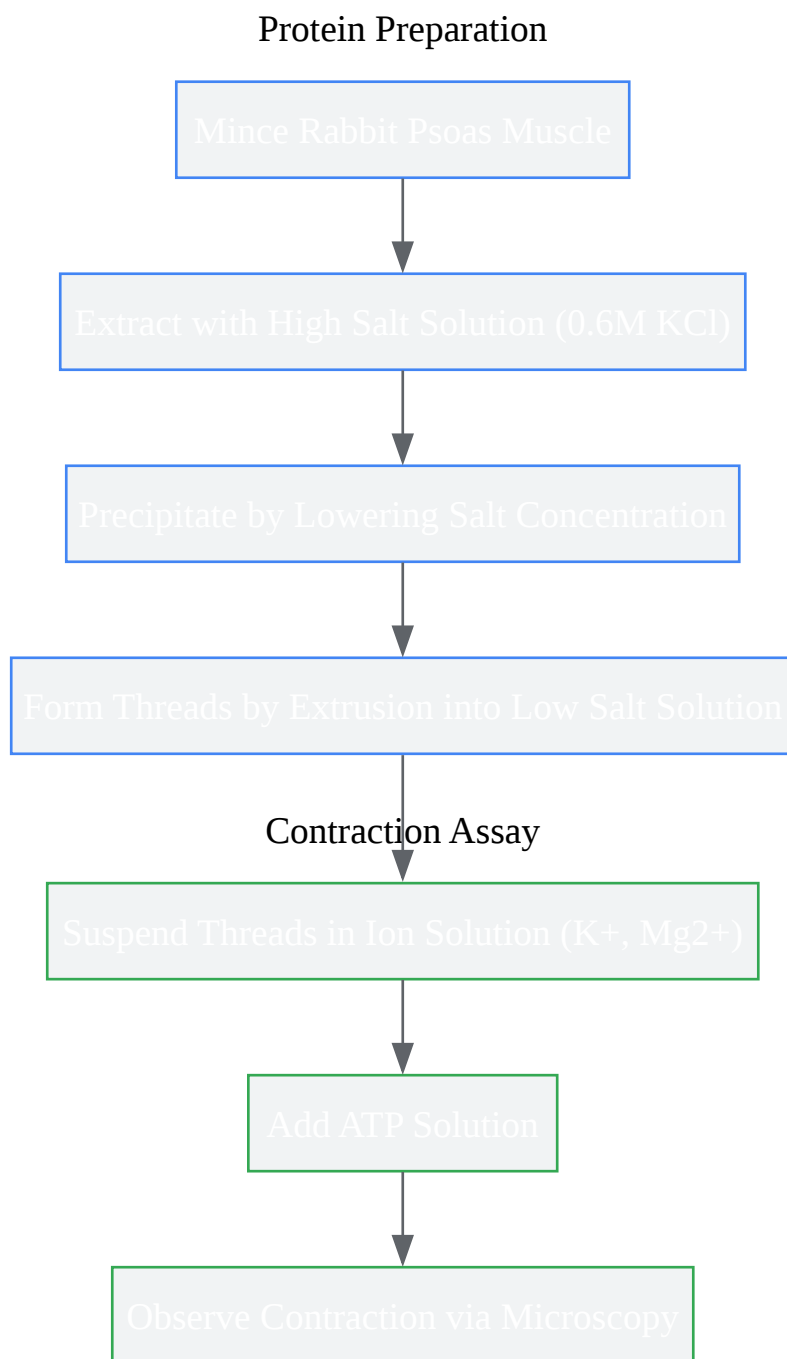 Protein Preparation
Mince Rabbit Psoas Muscle
Extract with High Salt Solution (0.6M KCl)
Precipitate by Lowering Salt Concentration
Form Threads by Extrusion into Low Salt Solution
Contraction Assay
Suspend Threads in Ion Solution (K+, Mg2+)
Add ATP Solution
Observe Contraction via Microscopy